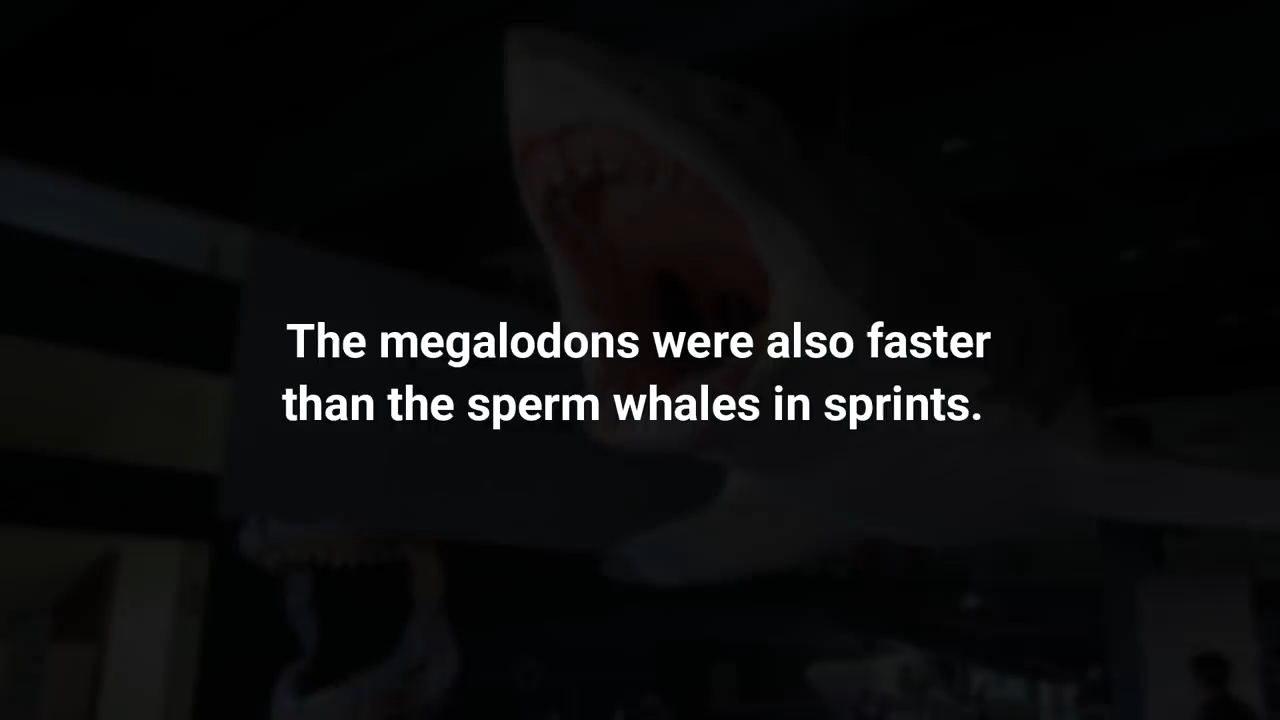 The megalodons were also faster
than the sperm whales in sprints.